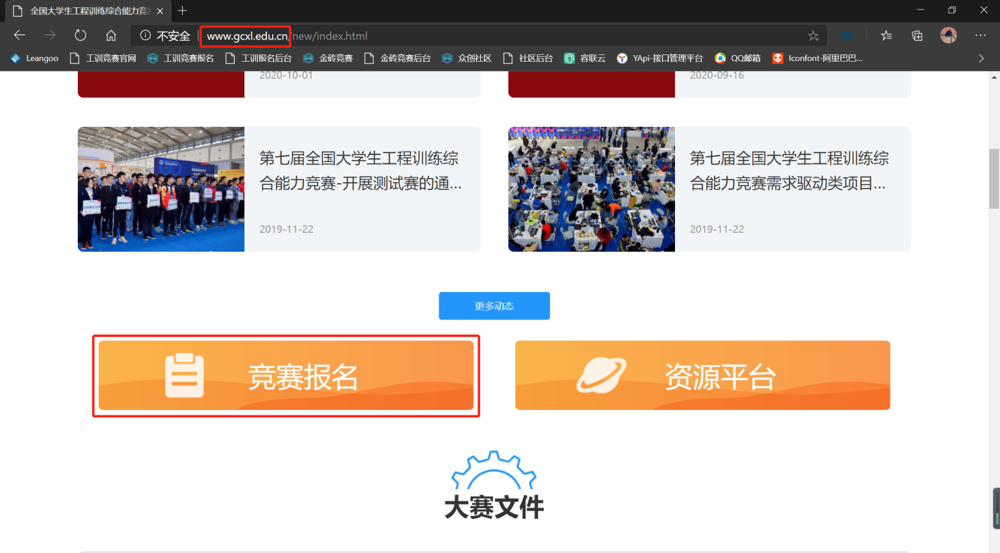 全国大学生工程训练综合能力竞
不安全 www.gcxl.edu.cn/new/index.html
Leangoo 工训竞赛官网 工训竞赛报名 工训报名后台 金砖竞赛 金砖竞赛后台 众创社区 社区后台 容联云 YApi-接口管理平台 QQ邮箱 Iconfont-阿里巴巴...
2020-10-01
2020-09-16
第七届全国大学生工程训练综
合能力竞赛-开展测试赛的通...
2019-11-22
第七届全国大学生工程训练综
合能力竞赛需求驱动类项目...
2019-11-22
更多动态
竞赛报名
资源平台
大赛文件